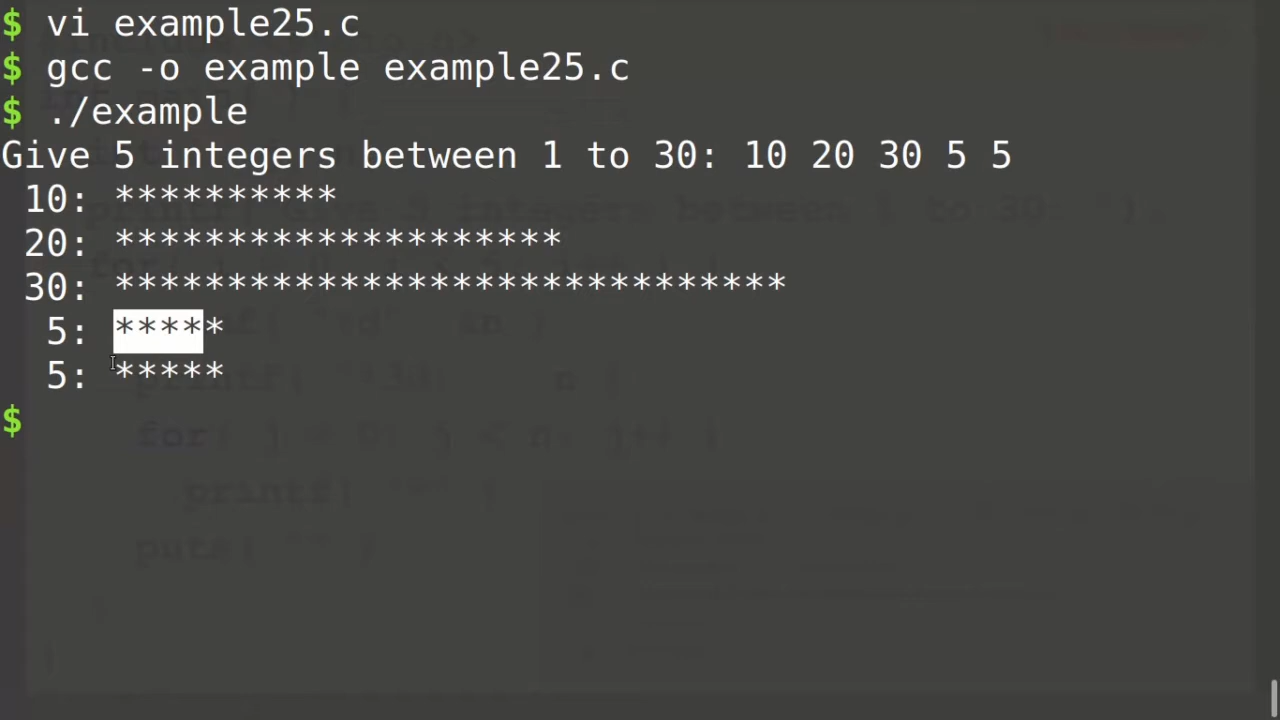 $ vi example25.c
$ gcc -o example example25.c
$ ./example
Give 5 integers between 1 to 30: 10 20 30 5 5
10: **********
20: ********************
30: ******************************
5: *****
5: *****
$